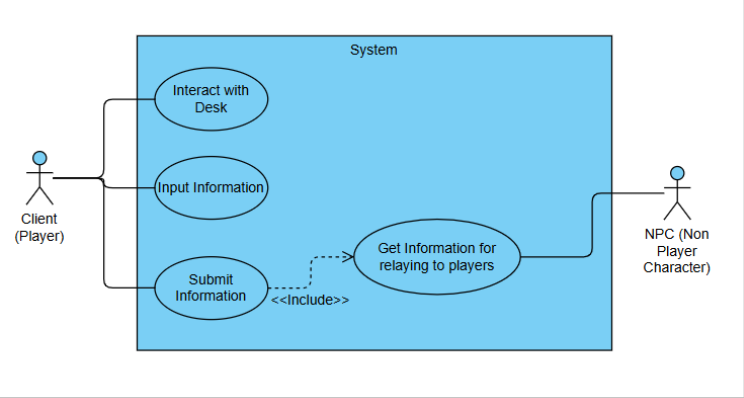 System
Interact with
Desk
Input Information
Client
(Player)
Submit
Information
<<Include>>
Get Information for
relaying to players
NPC (Non
Player
Character)